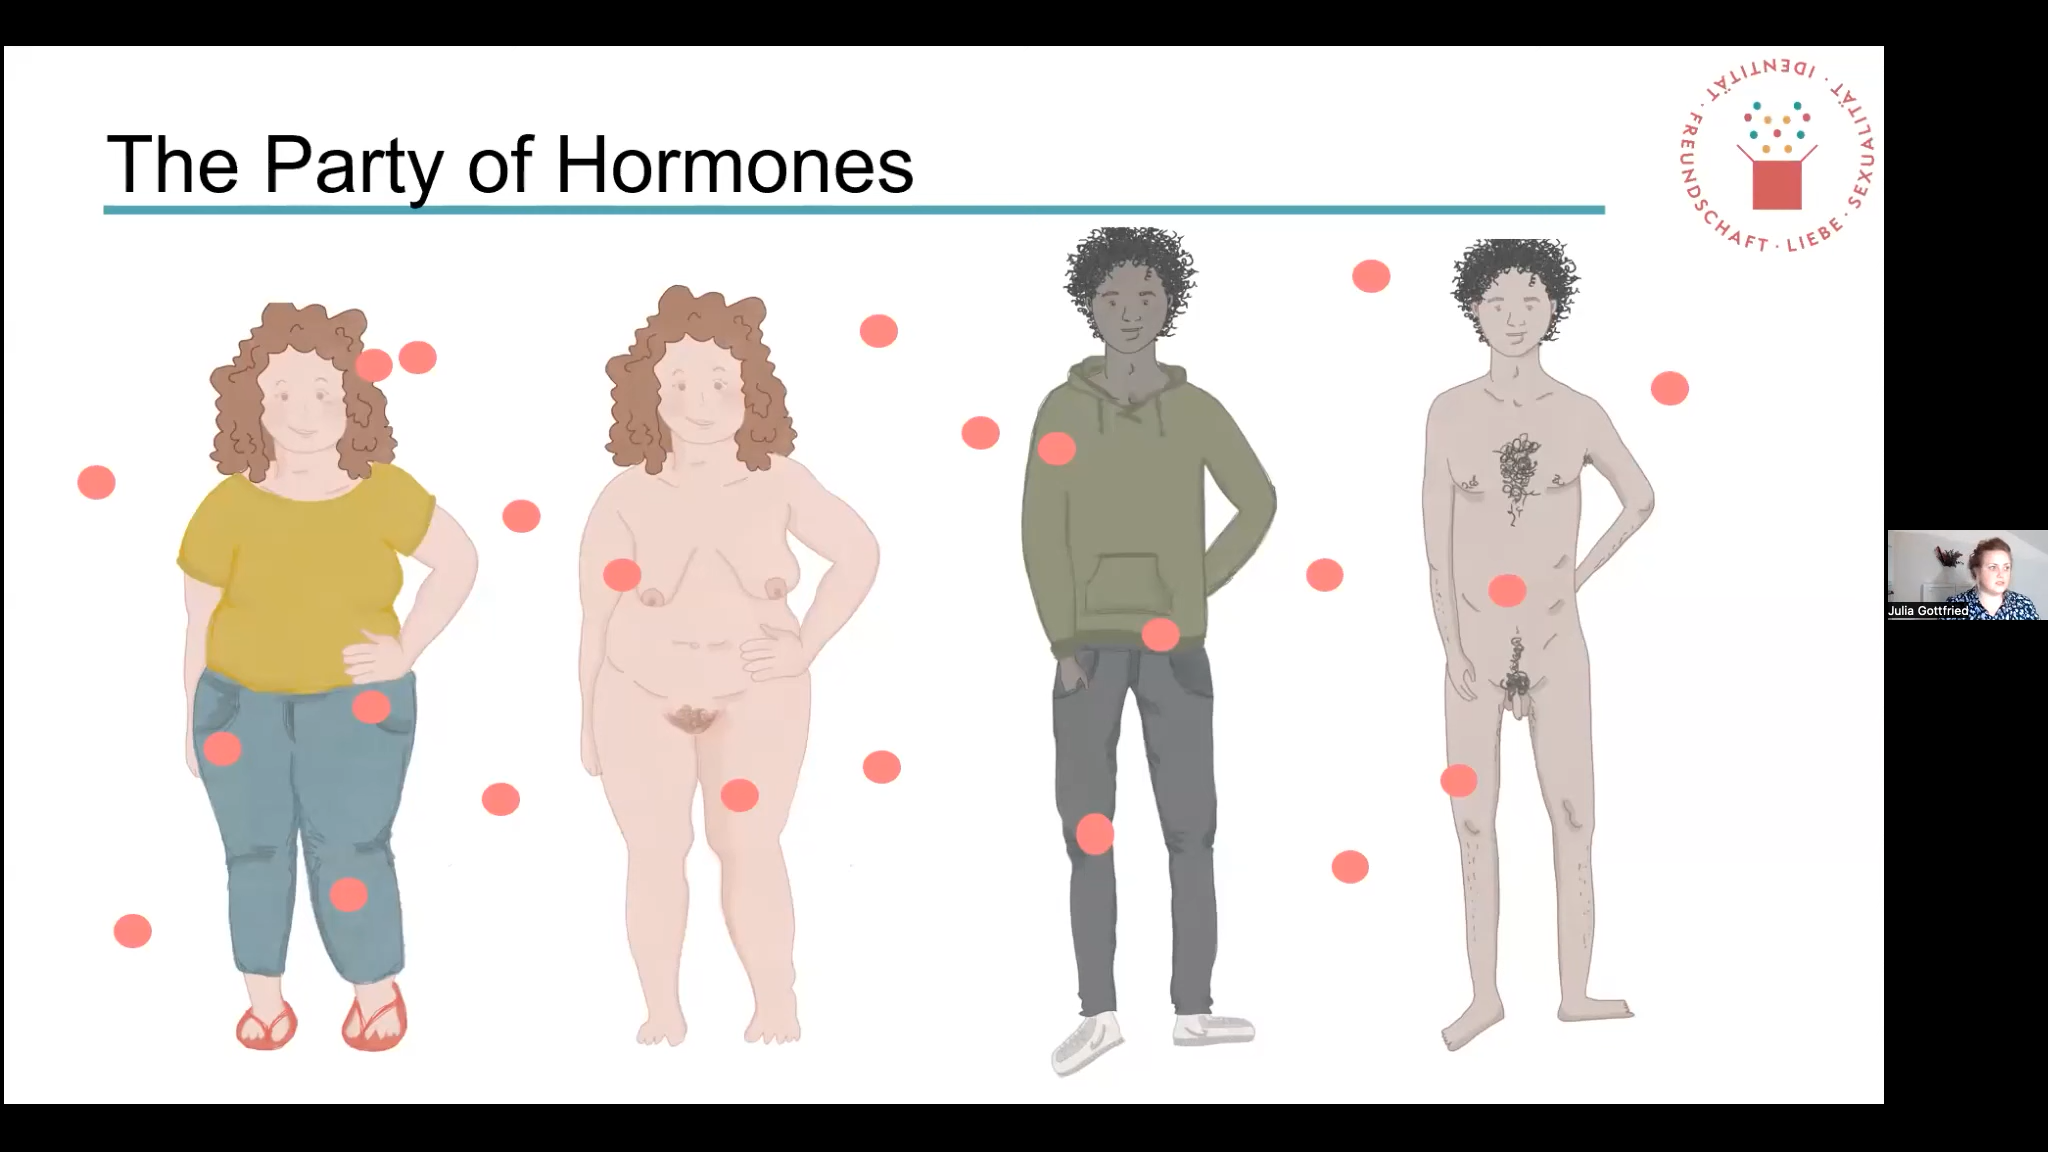 The Party of Hormones
FREUNDSCHAFT · LIEBE · SEXUALITÄT · IDENTITÄT ·
Julia Gottfried